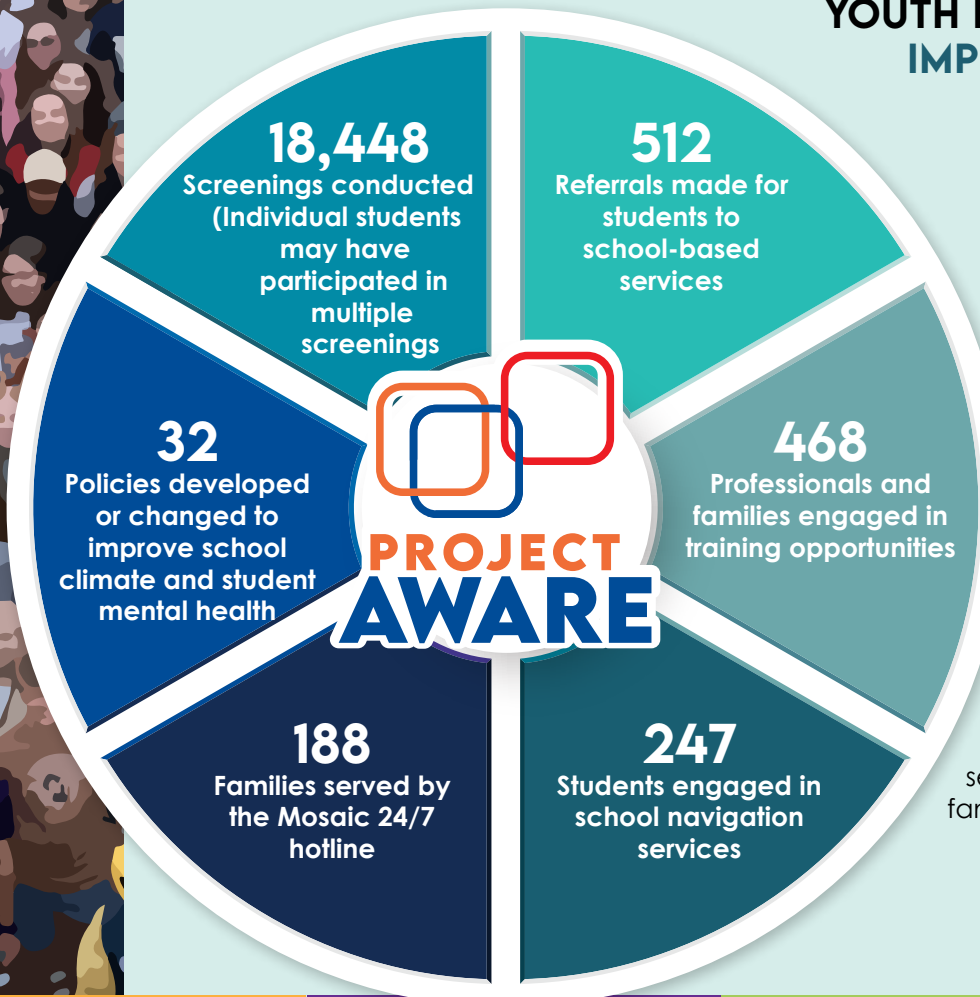 YOUTH
IMP
18,448
Screenings conducted
(Individual students
may have
participated in
multiple
screenings
512
Referrals made for
students to
school-based
services
468
Professionals and
families engaged in
training opportunities
247
Students engaged in
school navigation
services
188
Families served by
the Mosaic 24/7
hotline
32
Policies developed
or changed to
improve school
climate and student
mental health
PROJECT
AWARE
se
far